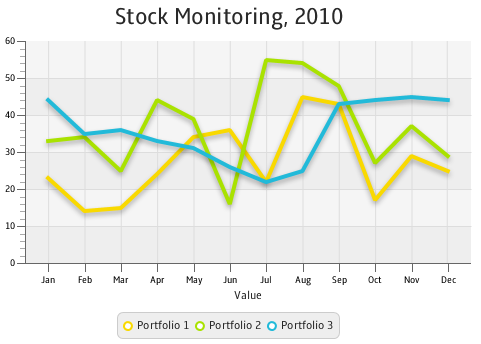 Stock Monitoring, 2010
60
50
40
30
20
10
0
Jan Feb Mar Apr May Jun Jul Aug Sep Oct Nov Dec
Value
Portfolio 1 Portfolio 2 Portfolio 3